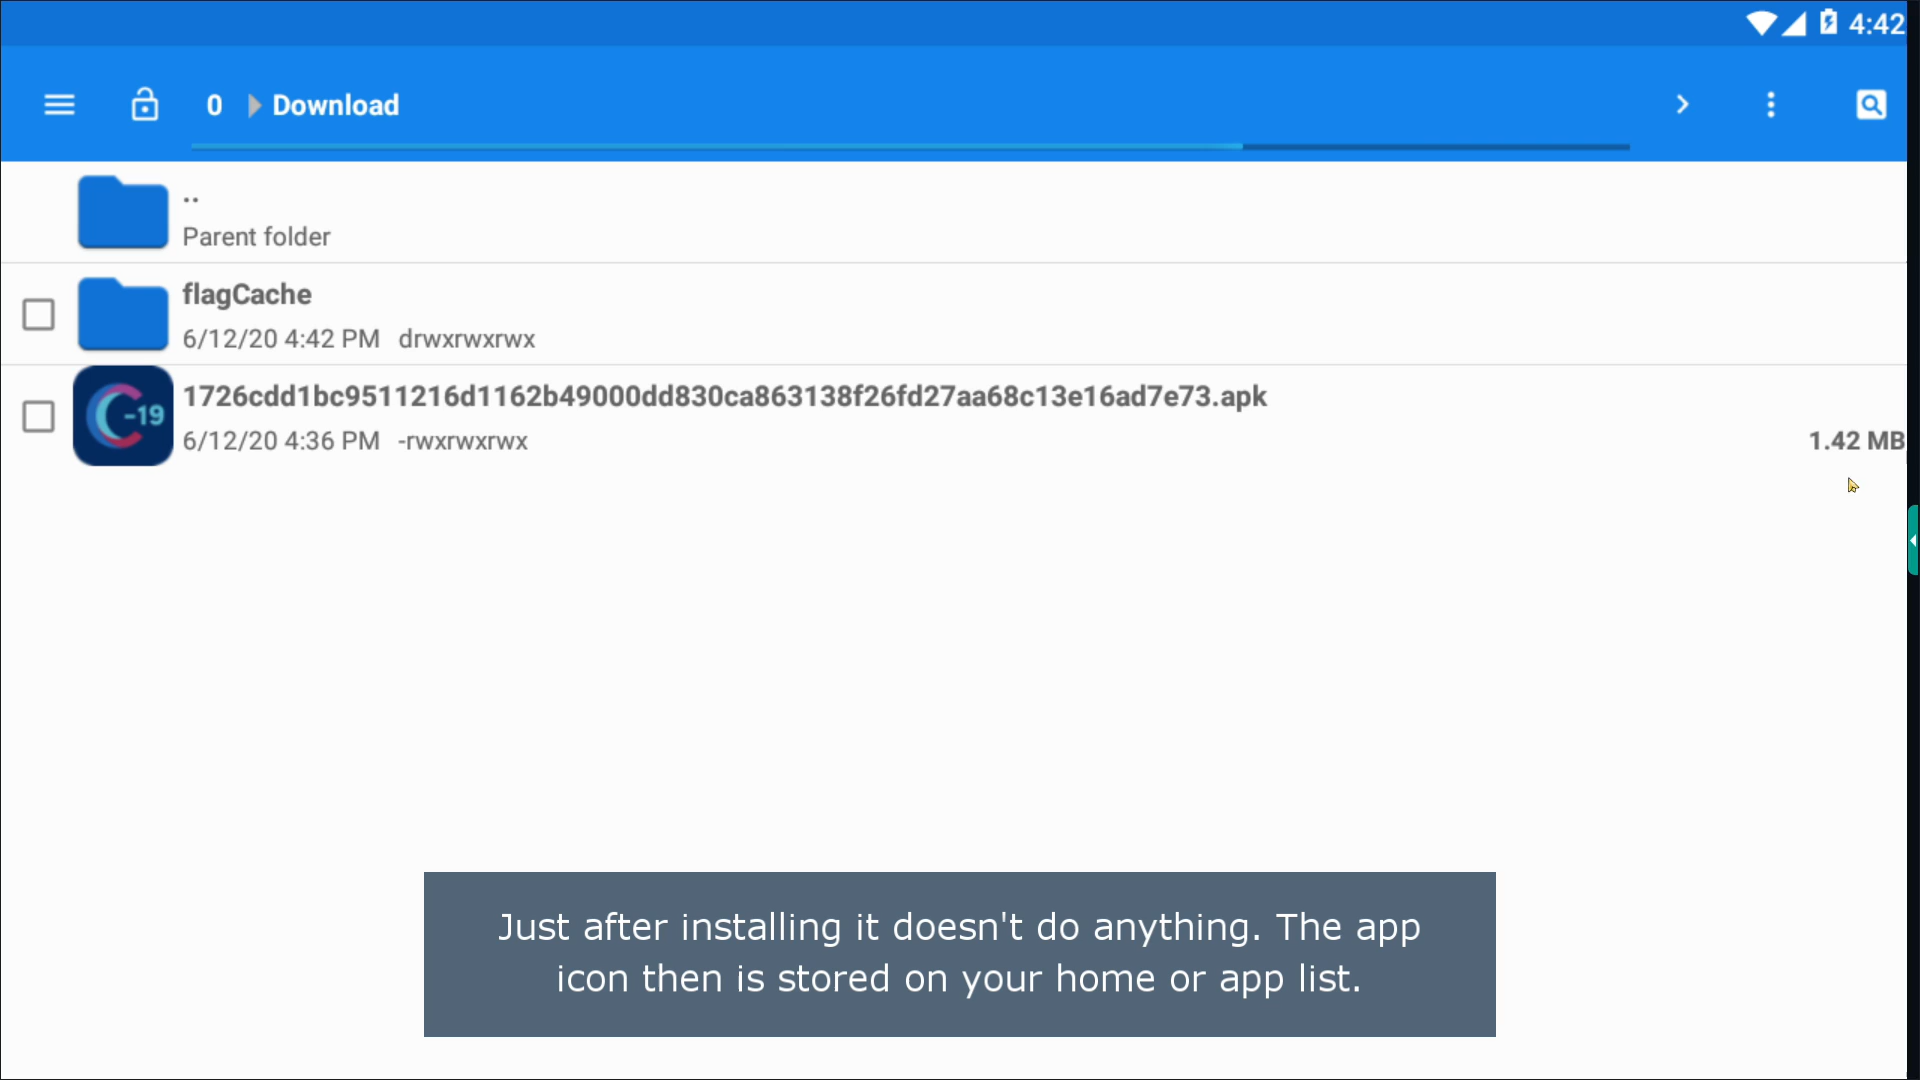 4:42
0 Download
..
Parent folder
flagCache
6/12/20 4:42 PM drwxrwxrwx
C-19
1726cdd1bc9511216d1162b49000dd830ca863138f26fd27aa68c13e16ad7e73.apk
6/12/20 4:36 PM -rwxrwxrwx
1.42 MB
Just after installing it doesn't do anything. The app
icon then is stored on your home or app list.